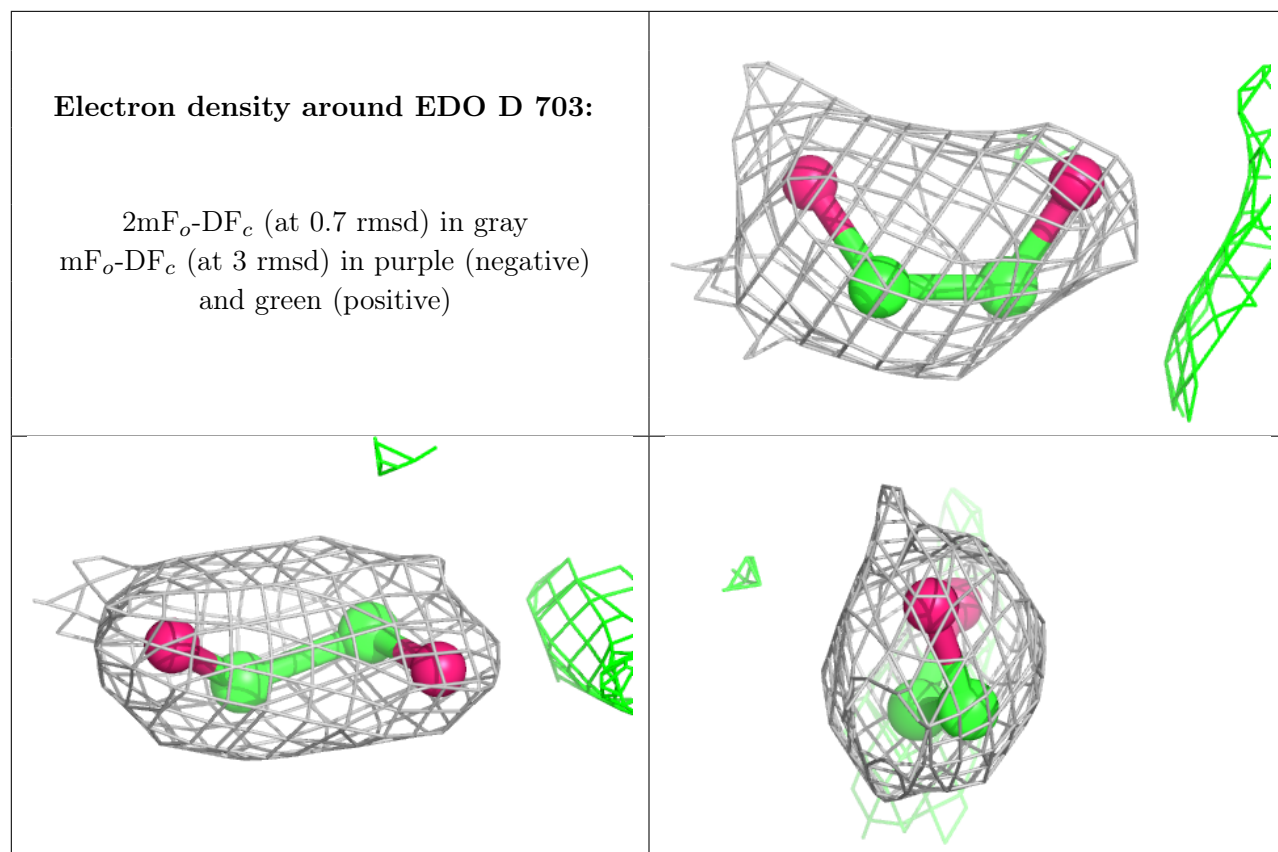 Electron density around EDO D 703:
2mFo-DFc (at 0.7 rmsd) in gray
mFo-DFc (at 3 rmsd) in purple (negative)
and green (positive)